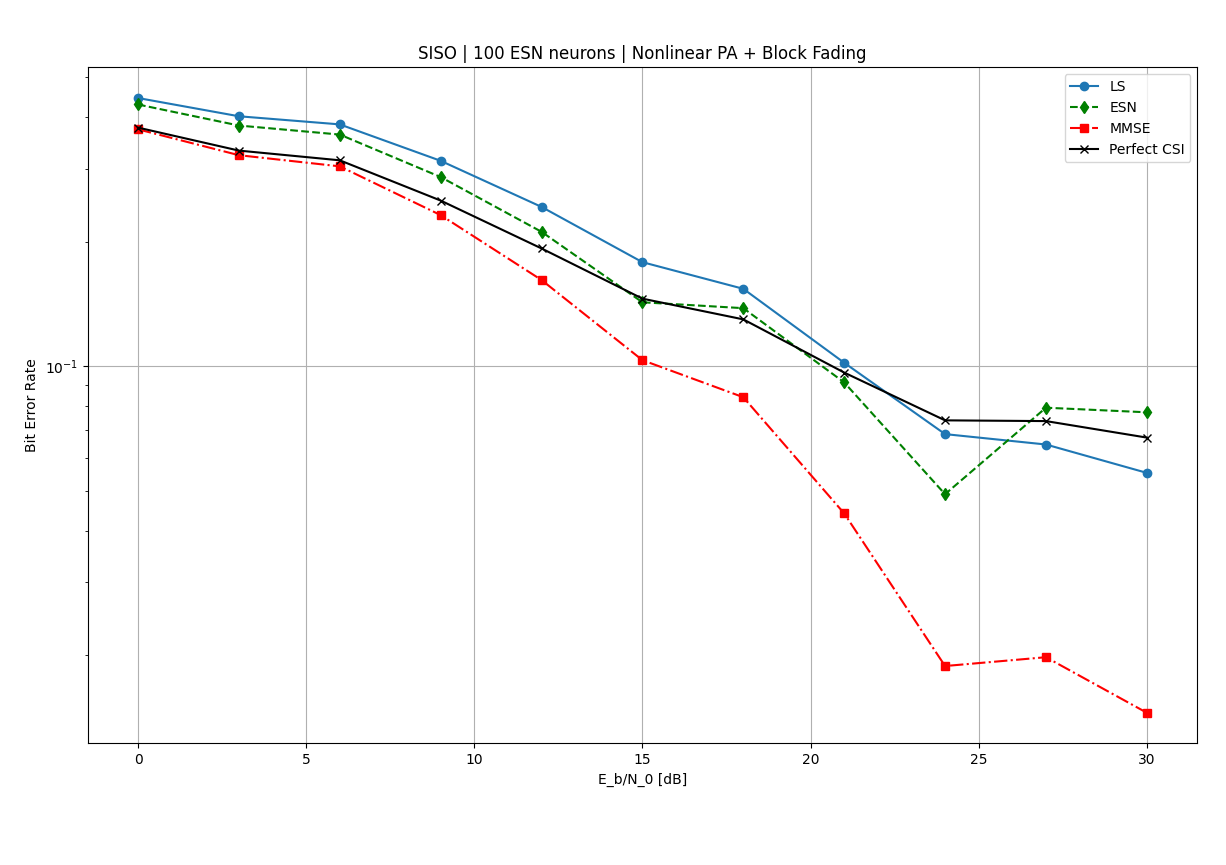 SISO | 100 ESN neurons | Nonlinear PA + Block Fading
LS
ESN
MMSE
Perfect CSI
Bit Error Rate
10⁻¹
0
5
10
15
20
25
30
E_b/N_0 [dB]